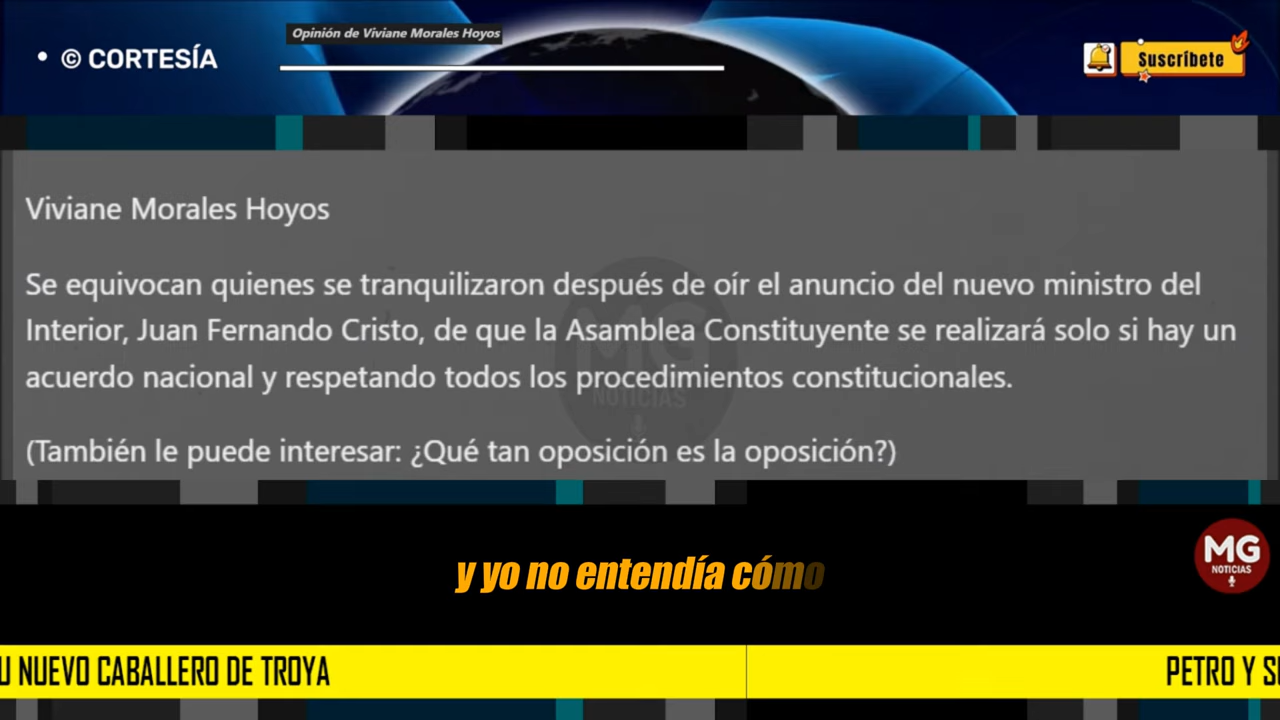 Opinión de Viviane Morales Hoyos
• © CORTESÍA
Suscríbete
Viviane Morales Hoyos
Se equivocan quienes se tranquilizaron después de oír el anuncio del nuevo ministro del
Interior, Juan Fernando Cristo, de que la Asamblea Constituyente se realizará solo si hay un
acuerdo nacional y respetando todos los procedimientos constitucionales.
(También le puede interesar: ¿Qué tan oposición es la oposición?)
MG
NOTICIAS
y yo no entendía cómo
MG
NOTICIAS
U NUEVO CABALLERO DE TROYA
PETRO Y S